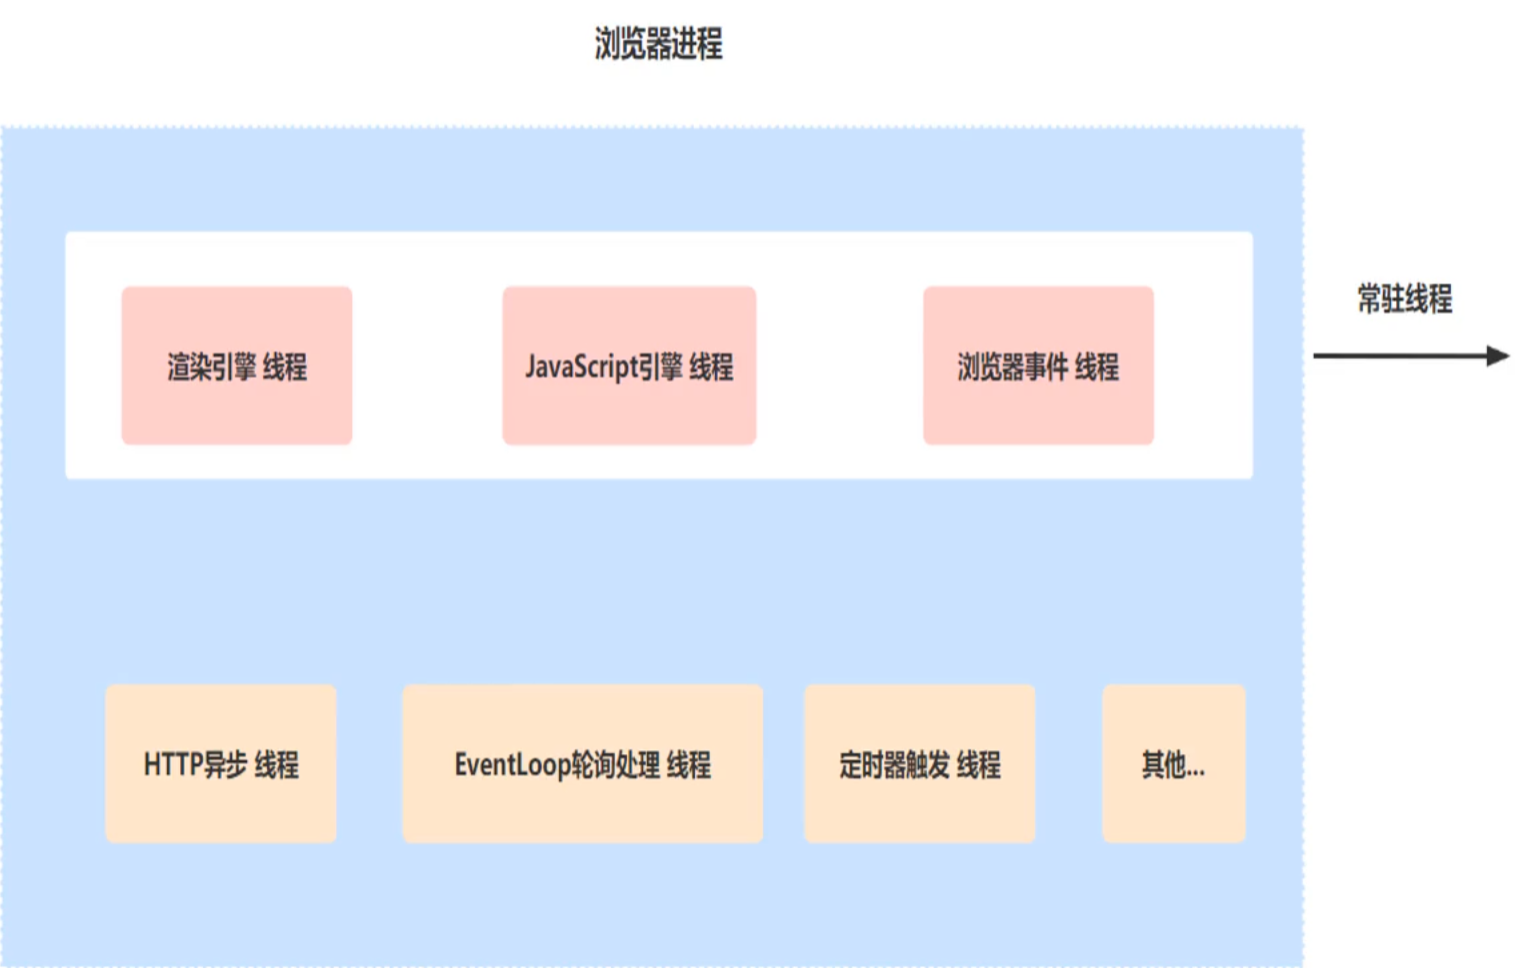 浏览器进程
常驻线程
渲染引擎 线程
JavaScript引擎 线程
浏览器事件 线程
HTTP异步 线程
EventLoop轮询处理 线程
定时器触发 线程
其他...